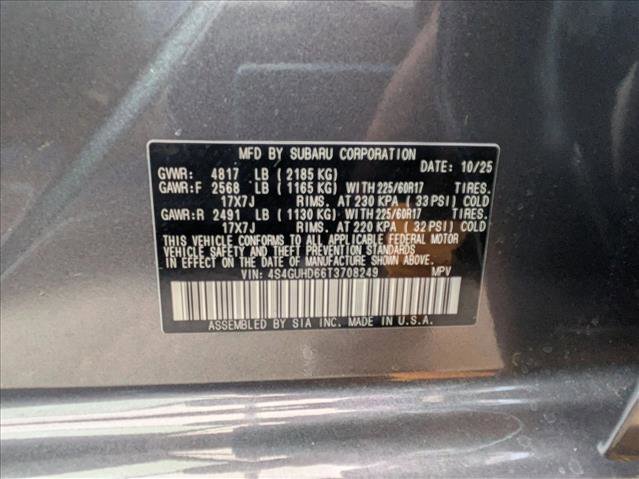 MFD BY SUBARU CORPORATION
DATE: 10/25
GVWR: 4817 LB (2185 KG)
GAWR:F 2568 LB (1165 KG) WITH 225/60R17 TIRES.
17X7J RIMS. AT 230 KPA (33 PSI) COLD
GAWR:R 2491 LB (1130 KG) WITH 225/60R17 TIRES.
17X7J RIMS. AT 220 KPA (32 PSI) COLD
THIS VEHICLE CONFORMS TO ALL APPLICABLE FEDERAL MOTOR
VEHICLE SAFETY AND THEFT PREVENTION STANDARDS
IN EFFECT ON THE DATE OF MANUFACTURE SHOWN ABOVE.
VIN: 4S4GUHD66T3708249 MPV
ASSEMBLED BY SIA INC. MADE IN U.S.A.